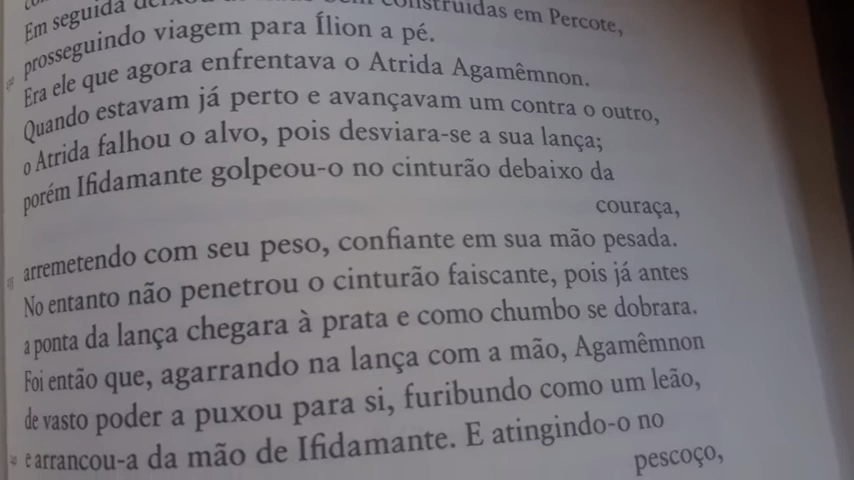 Em seguida deixou construídas em Percote,
prosseguindo viagem para Ílion a pé.
Era ele que agora enfrentava o Atrida Agamêmnon.
Quando estavam já perto e avançavam um contra o outro,
o Atrida falhou o alvo, pois desviara-se a sua lança;
porém Ifidamante golpeou-o no cinturão debaixo da
couraça,
arremetendo com seu peso, confiante em sua mão pesada.
No entanto não penetrou o cinturão faiscante, pois já antes
a ponta da lança chegara à prata e como chumbo se dobrara.
Foi então que, agarrando na lança com a mão, Agamêmnon
de vasto poder a puxou para si, furibundo como um leão,
e arrancou-a da mão de Ifidamante. E atingindo-o no
pescoço,